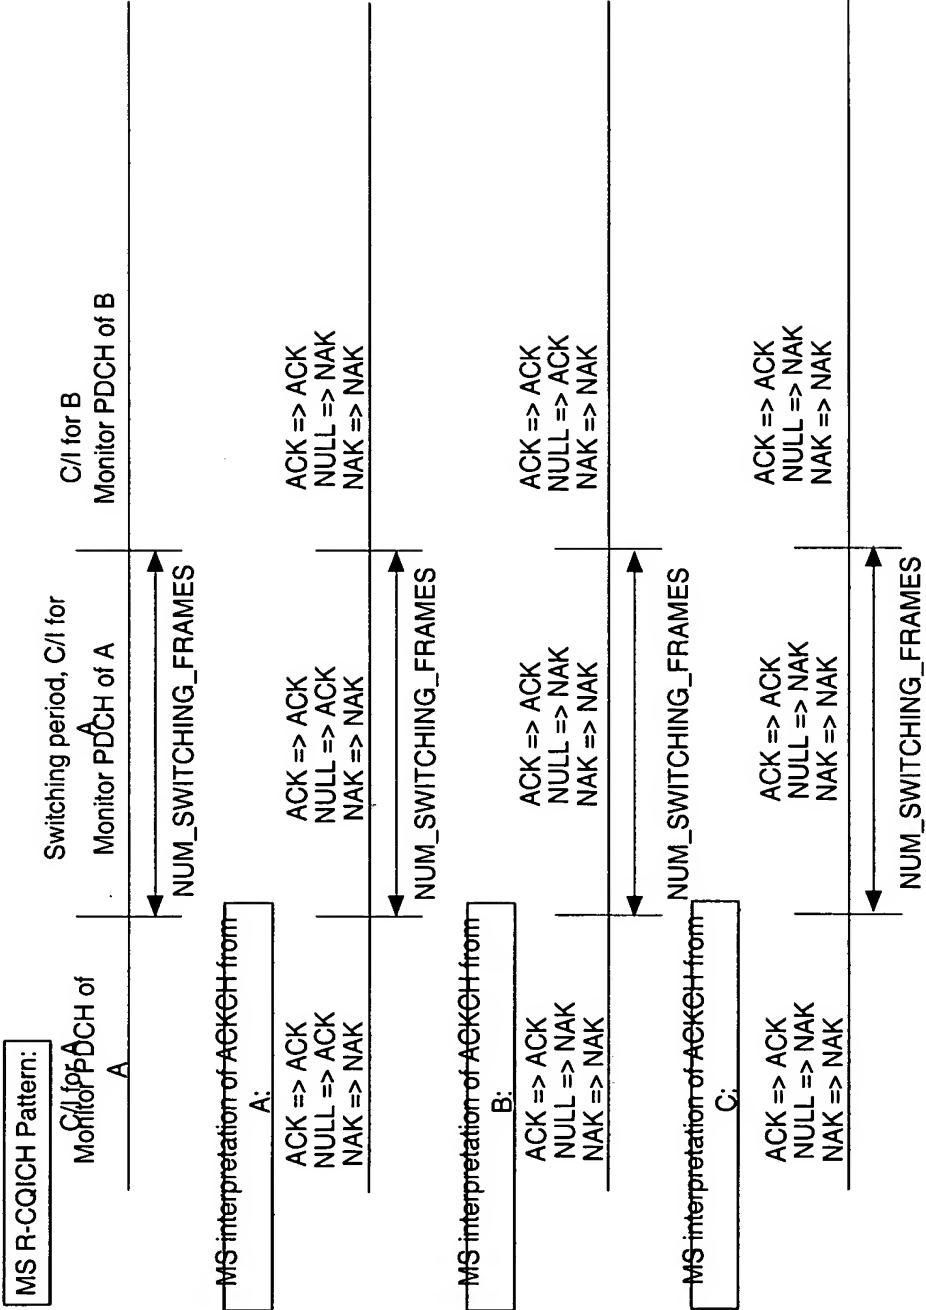 MS R-CQICH Pattern:
C/I for A
Monitor PDCH of
A
Switching period, C/I for
A
Monitor PDCH of A
C/I for B
Monitor PDCH of B
NUM_SWITCHING_FRAMES
MS interpretation of ACKCH from
A:
ACK => ACK
NULL => ACK
NAK => NAK
ACK => ACK
NULL => ACK
NAK => NAK
ACK => ACK
NULL => NAK
NAK => NAK
NUM_SWITCHING_FRAMES
MS interpretation of ACKCH from
B:
ACK => ACK
NULL => NAK
NAK => NAK
ACK => ACK
NULL => NAK
NAK => NAK
ACK => ACK
NULL => ACK
NAK => NAK
NUM_SWITCHING_FRAMES
MS interpretation of ACKCH from
C:
ACK => ACK
NULL => NAK
NAK => NAK
ACK => ACK
NULL => NAK
NAK => NAK
ACK => ACK
NULL => NAK
NAK => NAK
NUM_SWITCHING_FRAMES